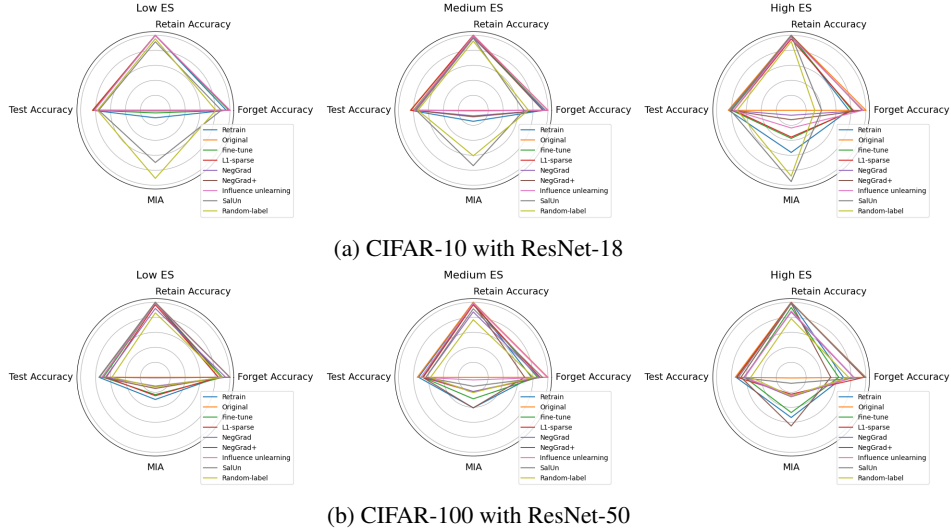 Low ES
Retain Accuracy
Test Accuracy
Forget Accuracy
MIA
Retrain
Original
Fine-tune
L1-sparse
NegGrad
NegGrad+
Influence unlearning
SalUn
Random-label
Medium ES
Retain Accuracy
Test Accuracy
Forget Accuracy
MIA
Retrain
Original
Fine-tune
L1-sparse
NegGrad
NegGrad+
Influence unlearning
SalUn
Random-label
High ES
Retain Accuracy
Test Accuracy
Forget Accuracy
MIA
Retrain
Original
Fine-tune
L1-sparse
NegGrad
NegGrad+
Influence unlearning
SalUn
Random-label
(a) CIFAR-10 with ResNet-18
Low ES
Retain Accuracy
Test Accuracy
Forget Accuracy
MIA
Retrain
Original
Fine-tune
L1-sparse
NegGrad
NegGrad+
Influence unlearning
SalUn
Random-label
Medium ES
Retain Accuracy
Test Accuracy
Forget Accuracy
MIA
Retrain
Original
Fine-tune
L1-sparse
NegGrad
NegGrad+
Influence unlearning
SalUn
Random-label
High ES
Retain Accuracy
Test Accuracy
Forget Accuracy
MIA
Retrain
Original
Fine-tune
L1-sparse
NegGrad
NegGrad+
Influence unlearning
SalUn
Random-label
(b) CIFAR-100 with ResNet-50